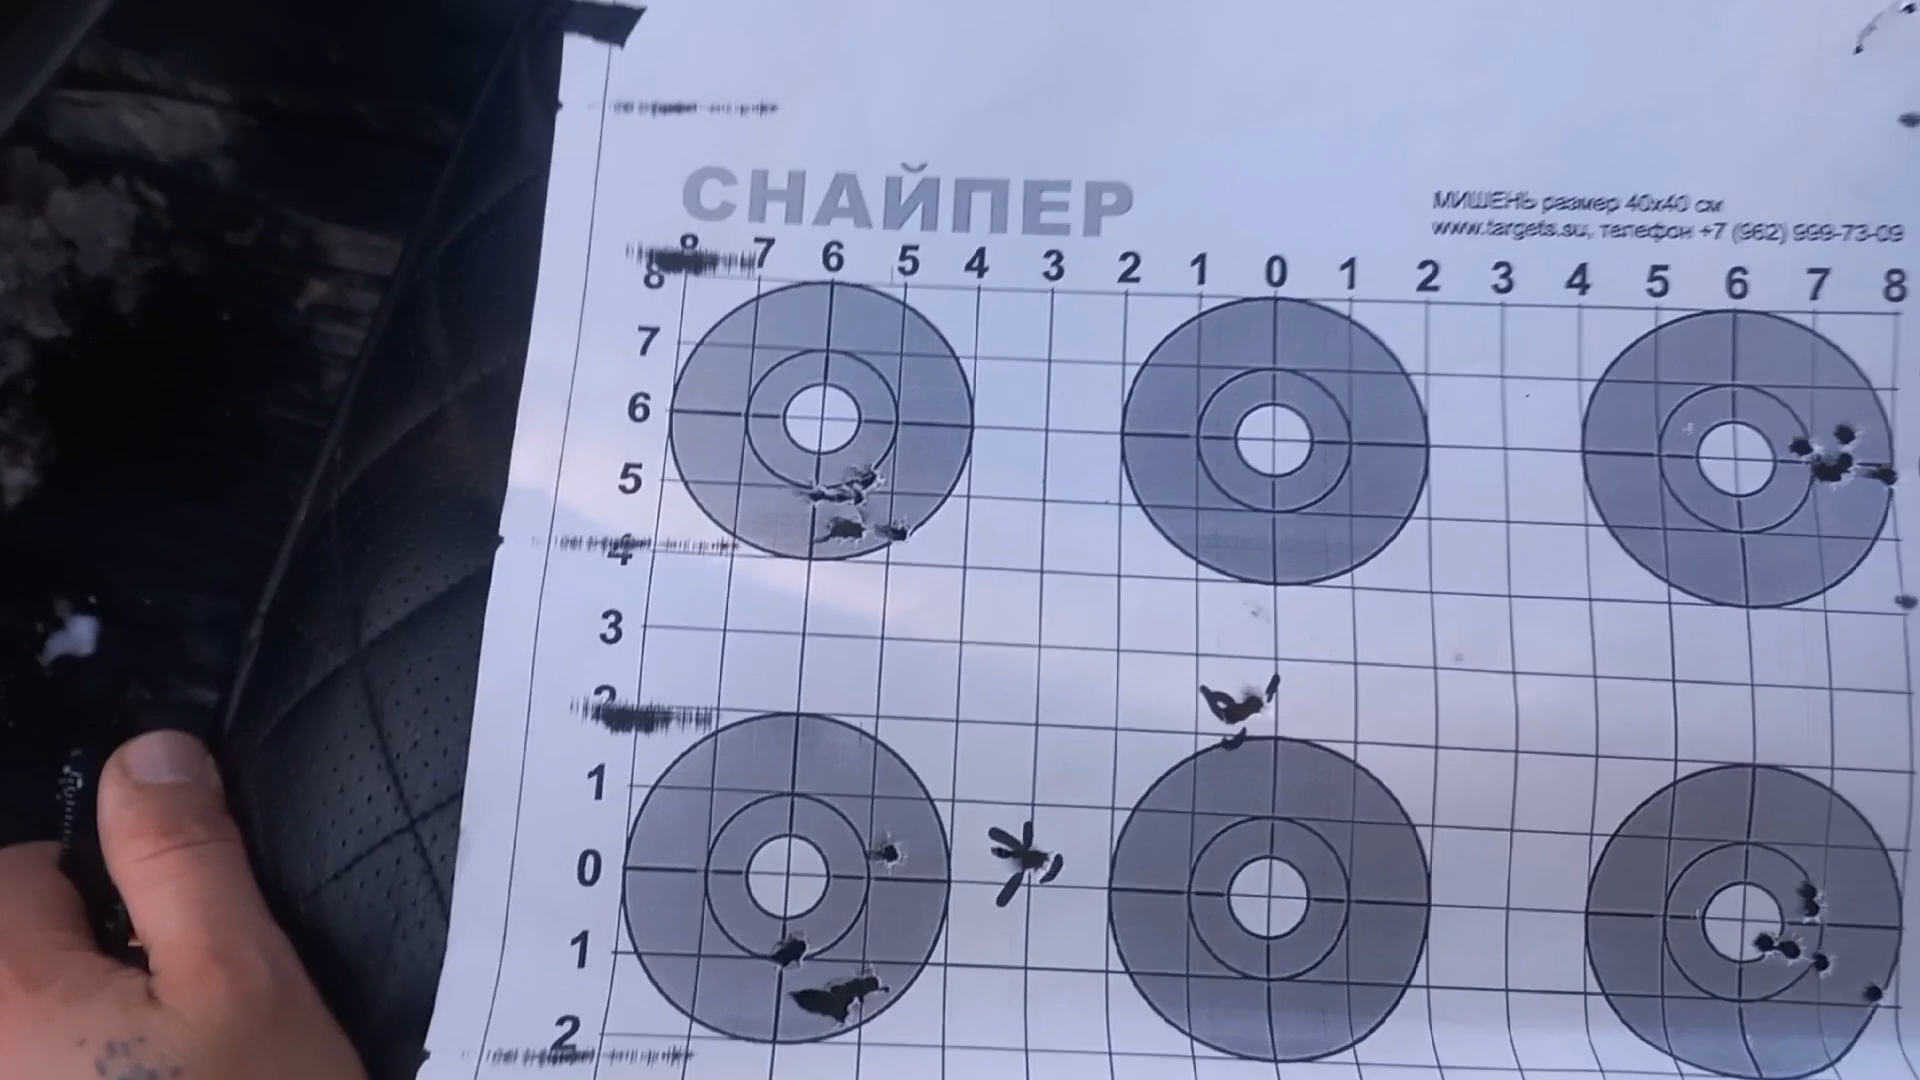 СНАЙПЕР
МИШЕНЬ размер 40х40 см
www.targets.su, телефон +7 (962) 999-73-09
8 7 6 5 4 3 2 1 0 1 2 3 4 5 6 7 8
8
7
6
5
4
3
2
1
0
1
2